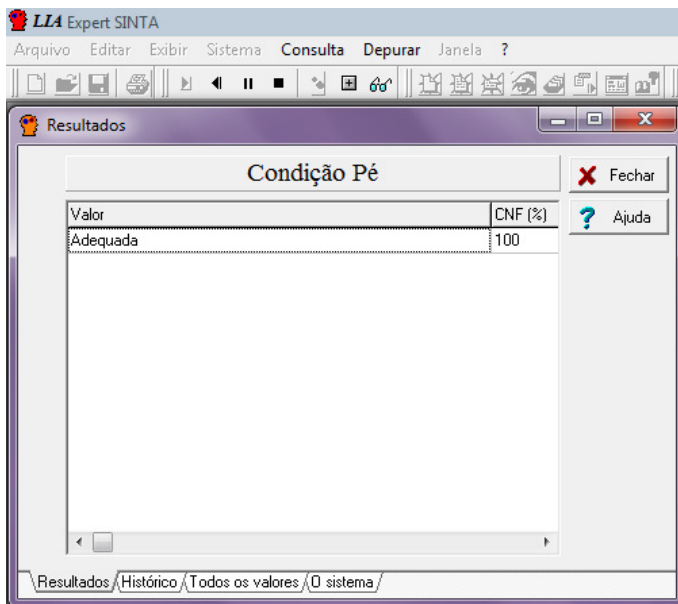 LIA Expert SINTA
Arquivo Editar Exibir Sistema Consulta Depurar Janela ?
Resultados
Condição Pé
Fechar
Valor CNF (%)
Ajuda
Adequada 100
Resultados Histórico Todos os valores O sistema